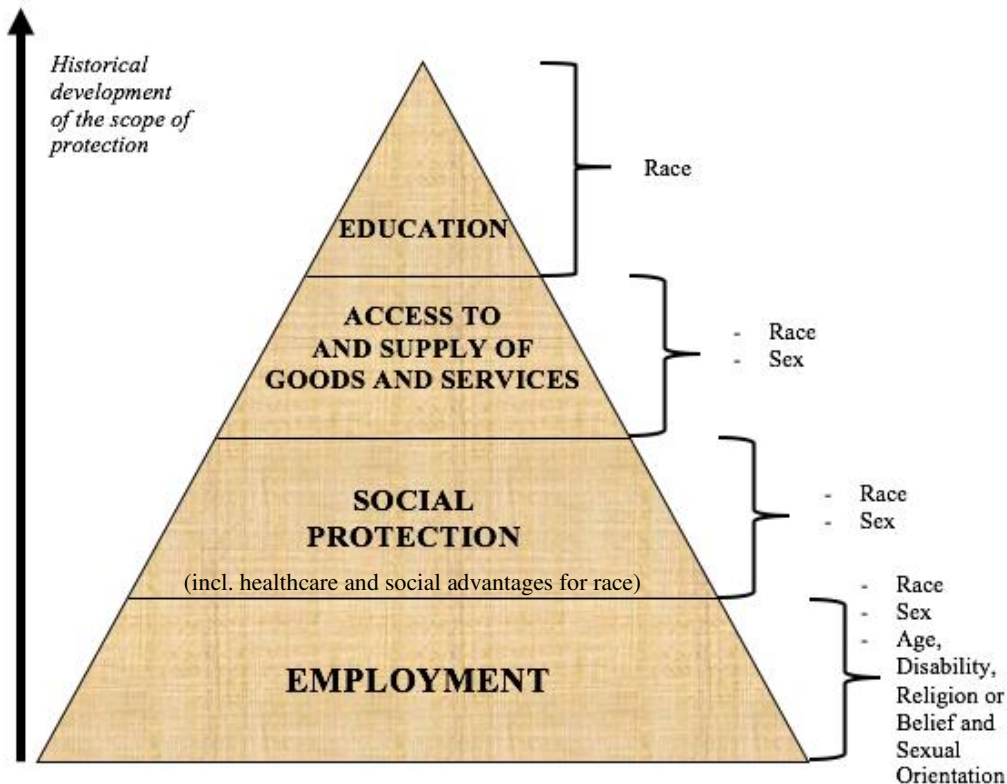 Historical
development
of the scope of
protection
EDUCATION
Race
ACCESS TO
AND SUPPLY OF
GOODS AND SERVICES
- Race
- Sex
SOCIAL
PROTECTION
(incl. healthcare and social advantages for race)
- Race
- Sex
EMPLOYMENT
- Race
- Sex
- Age,
Disability,
Religion or
Belief and
Sexual
Orientation